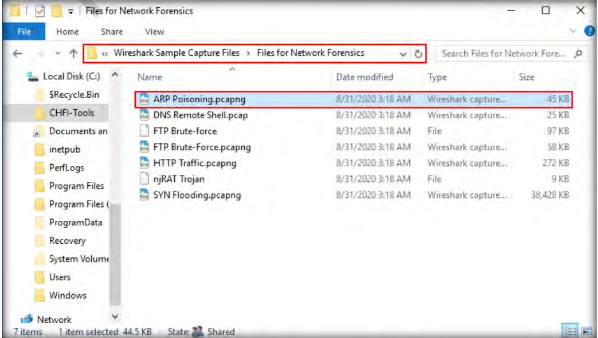 Files for Network Forensics
File Home Share View
« Wireshark Sample Capture Files › Files for Network Forensics Search Files for Network Fore...
Local Disk (C:) Name Date modified Type Size
$Recycle.Bin
ARP Poisoning.pcapng 8/31/2020 3:18 AM Wireshark capture... 45 KB
CHFI-Tools DNS Remote Shell.pcap 8/31/2020 3:18 AM Wireshark capture... 25 KB
Documents an FTP Brute-force 8/31/2020 3:18 AM File 97 KB
inetpub FTP Brute-Force.pcapng 8/31/2020 3:18 AM Wireshark capture... 58 KB
PerfLogs HTTP Traffic.pcapng 8/31/2020 3:18 AM Wireshark capture... 272 KB
Program Files njRAT Trojan 8/31/2020 3:18 AM File 9 KB
Program Files ( SYN Flooding.pcapng 8/31/2020 3:18 AM Wireshark capture... 38,428 KB
ProgramData
Recovery
System Volume
Users
Windows
Network
7 items 1 item selected 44.5 KB State: Shared